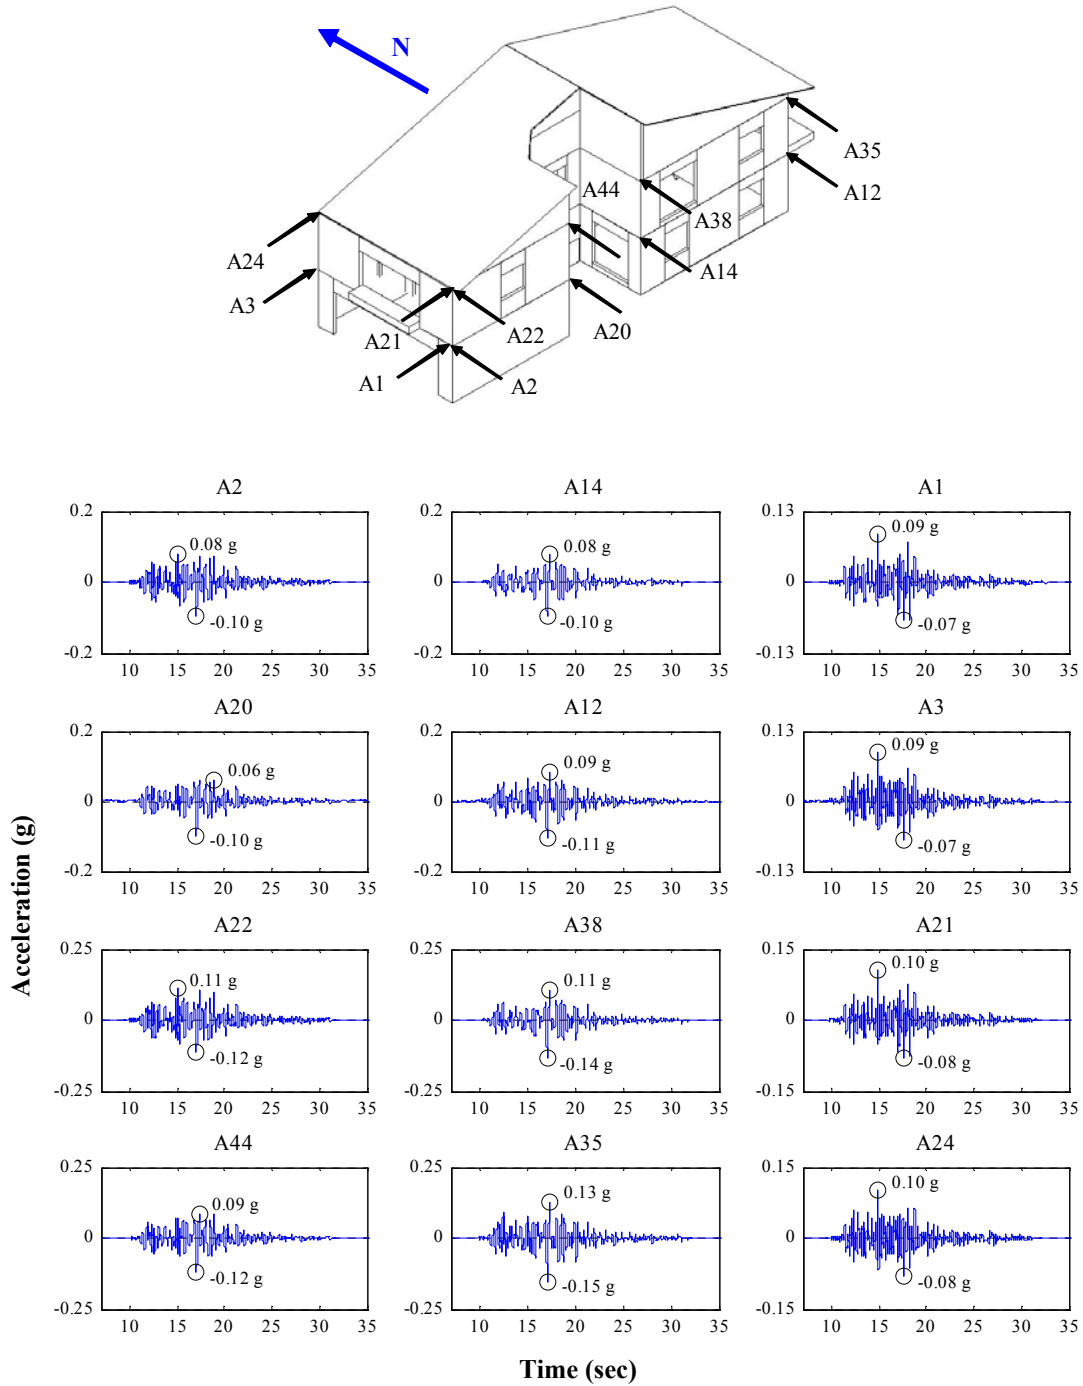 N
A35
A44
A12
A38
A24
A14
A3
A21
A22
A20
A1
A2
Acceleration (g)
A2
0.2
0
-0.2
0.08 g
-0.10 g
10 15 20 25 30 35
A14
0.2
0
-0.2
0.08 g
-0.10 g
10 15 20 25 30 35
A1
0.13
0
-0.13
0.09 g
-0.07 g
10 15 20 25 30 35
A20
0.2
0
-0.2
0.06 g
-0.10 g
10 15 20 25 30 35
A12
0.2
0
-0.2
0.09 g
-0.11 g
10 15 20 25 30 35
A3
0.13
0
-0.13
0.09 g
-0.07 g
10 15 20 25 30 35
A22
0.25
0
-0.25
0.11 g
-0.12 g
10 15 20 25 30 35
A38
0.25
0
-0.25
0.11 g
-0.14 g
10 15 20 25 30 35
A21
0.15
0
-0.15
0.10 g
-0.08 g
10 15 20 25 30 35
A44
0.25
0
-0.25
0.09 g
-0.12 g
10 15 20 25 30 35
A35
0.25
0
-0.25
0.13 g
-0.15 g
10 15 20 25 30 35
A24
0.15
0
-0.15
0.10 g
-0.08 g
10 15 20 25 30 35
Time (sec)